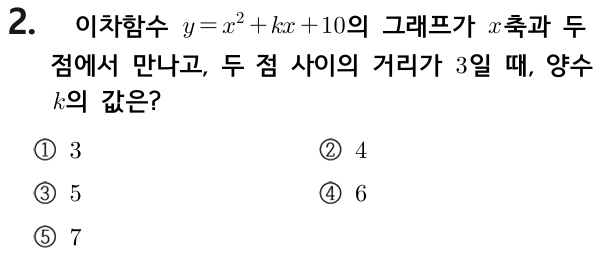 2. 이차함수 $y=x^2+kx+10$의 그래프가 $x$축과 두
점에서 만나고, 두 점 사이의 거리가 3일 때, 양수
$k$의 값은?
① 3 ② 4
③ 5 ④ 6
⑤ 7